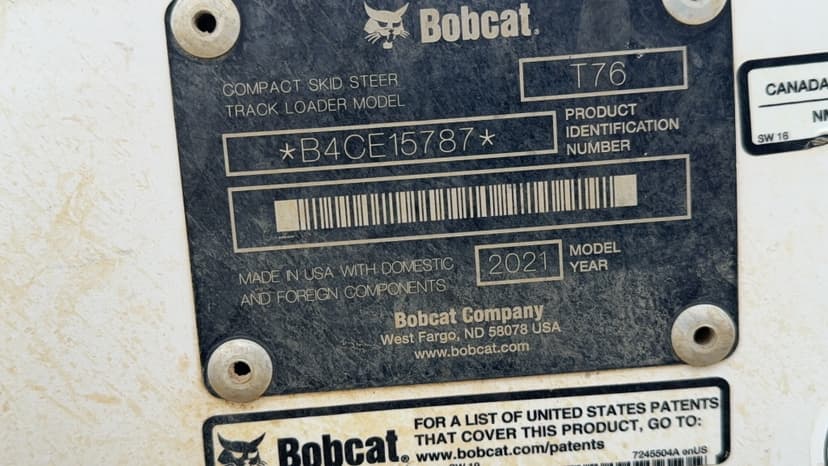 Bobcat
COMPACT SKID STEER
TRACK LOADER MODEL
T76
*B4CE15787*
PRODUCT
IDENTIFICATION
NUMBER
MADE IN USA WITH DOMESTIC
AND FOREIGN COMPONENTS
2021
MODEL
YEAR
Bobcat Company
West Fargo, ND 58078 USA
www.bobcat.com
CANADA
SW 16
Bobcat
FOR A LIST OF UNITED STATES PATENTS
THAT COVER THIS PRODUCT, GO TO:
www.bobcat.com/patents
7245504A enUS